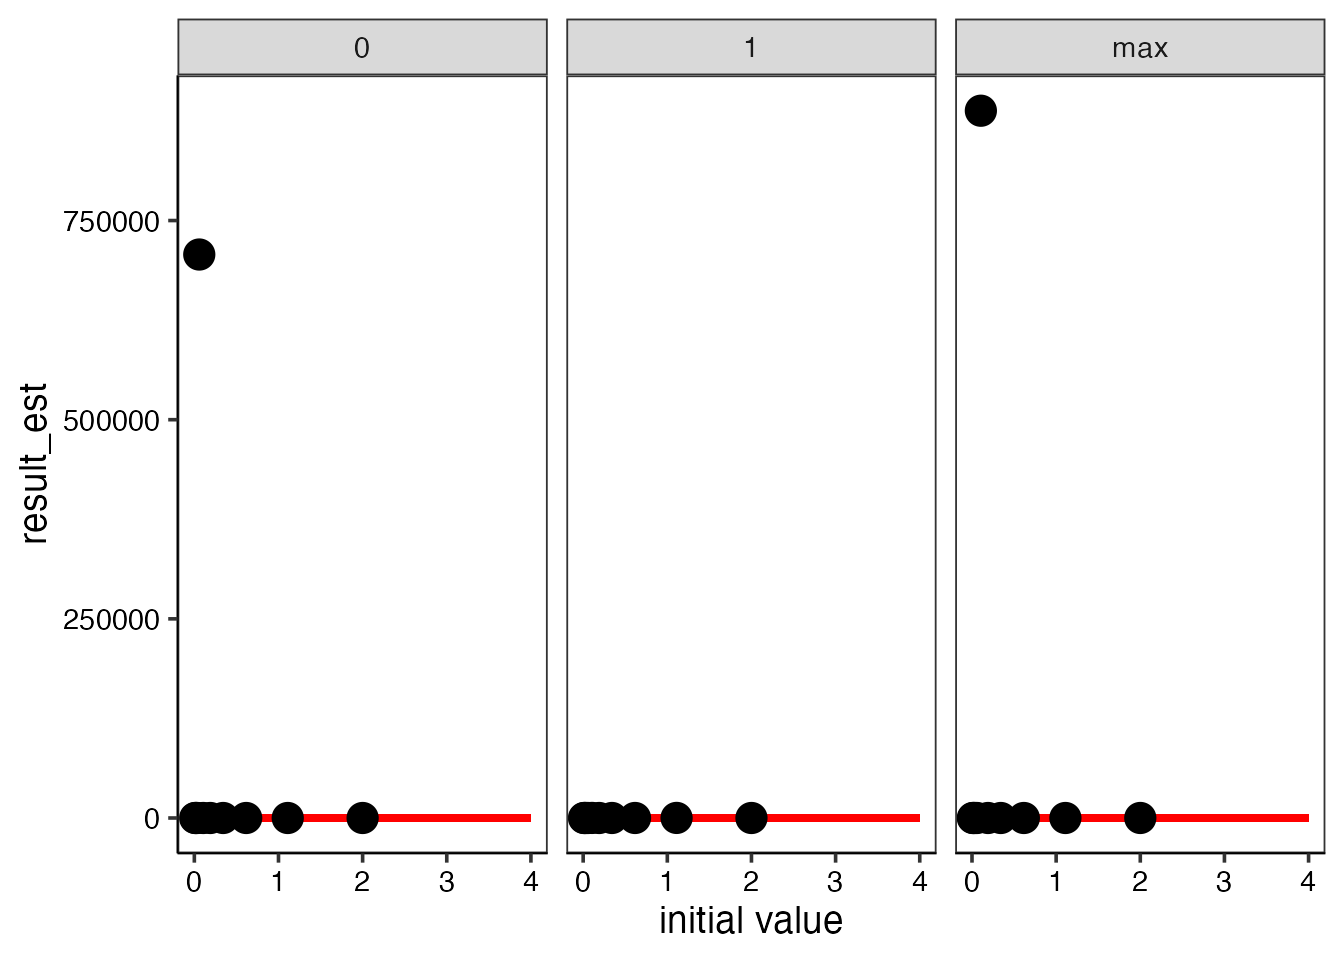 0 1 max
750000
500000
250000
0
0 1 2 3 4 0 1 2 3 4 0 1 2 3 4
initial value
result_est